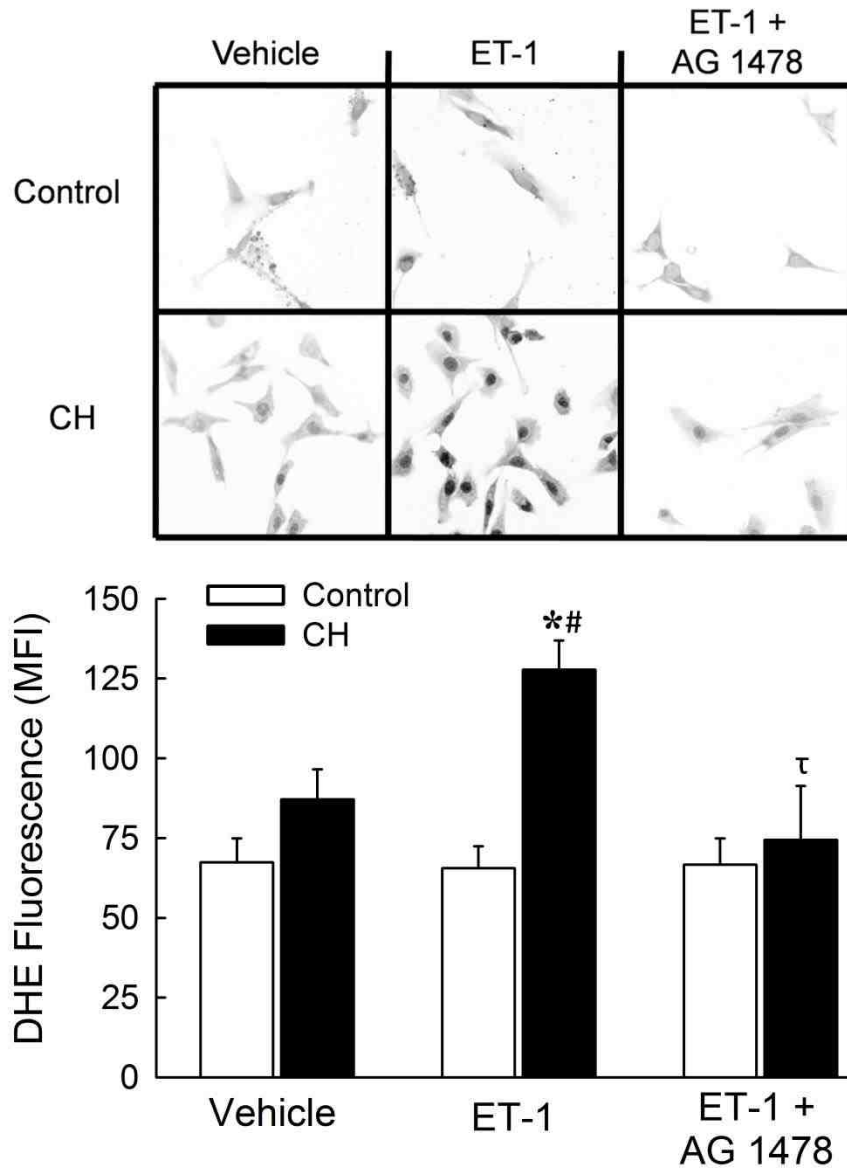 Vehicle
ET-1
ET-1 +
AG 1478
Control
CH
DHE Fluorescence (MFI)
150
125
100
75
50
25
0
Control
CH
*#
τ
Vehicle
ET-1
ET-1 +
AG 1478